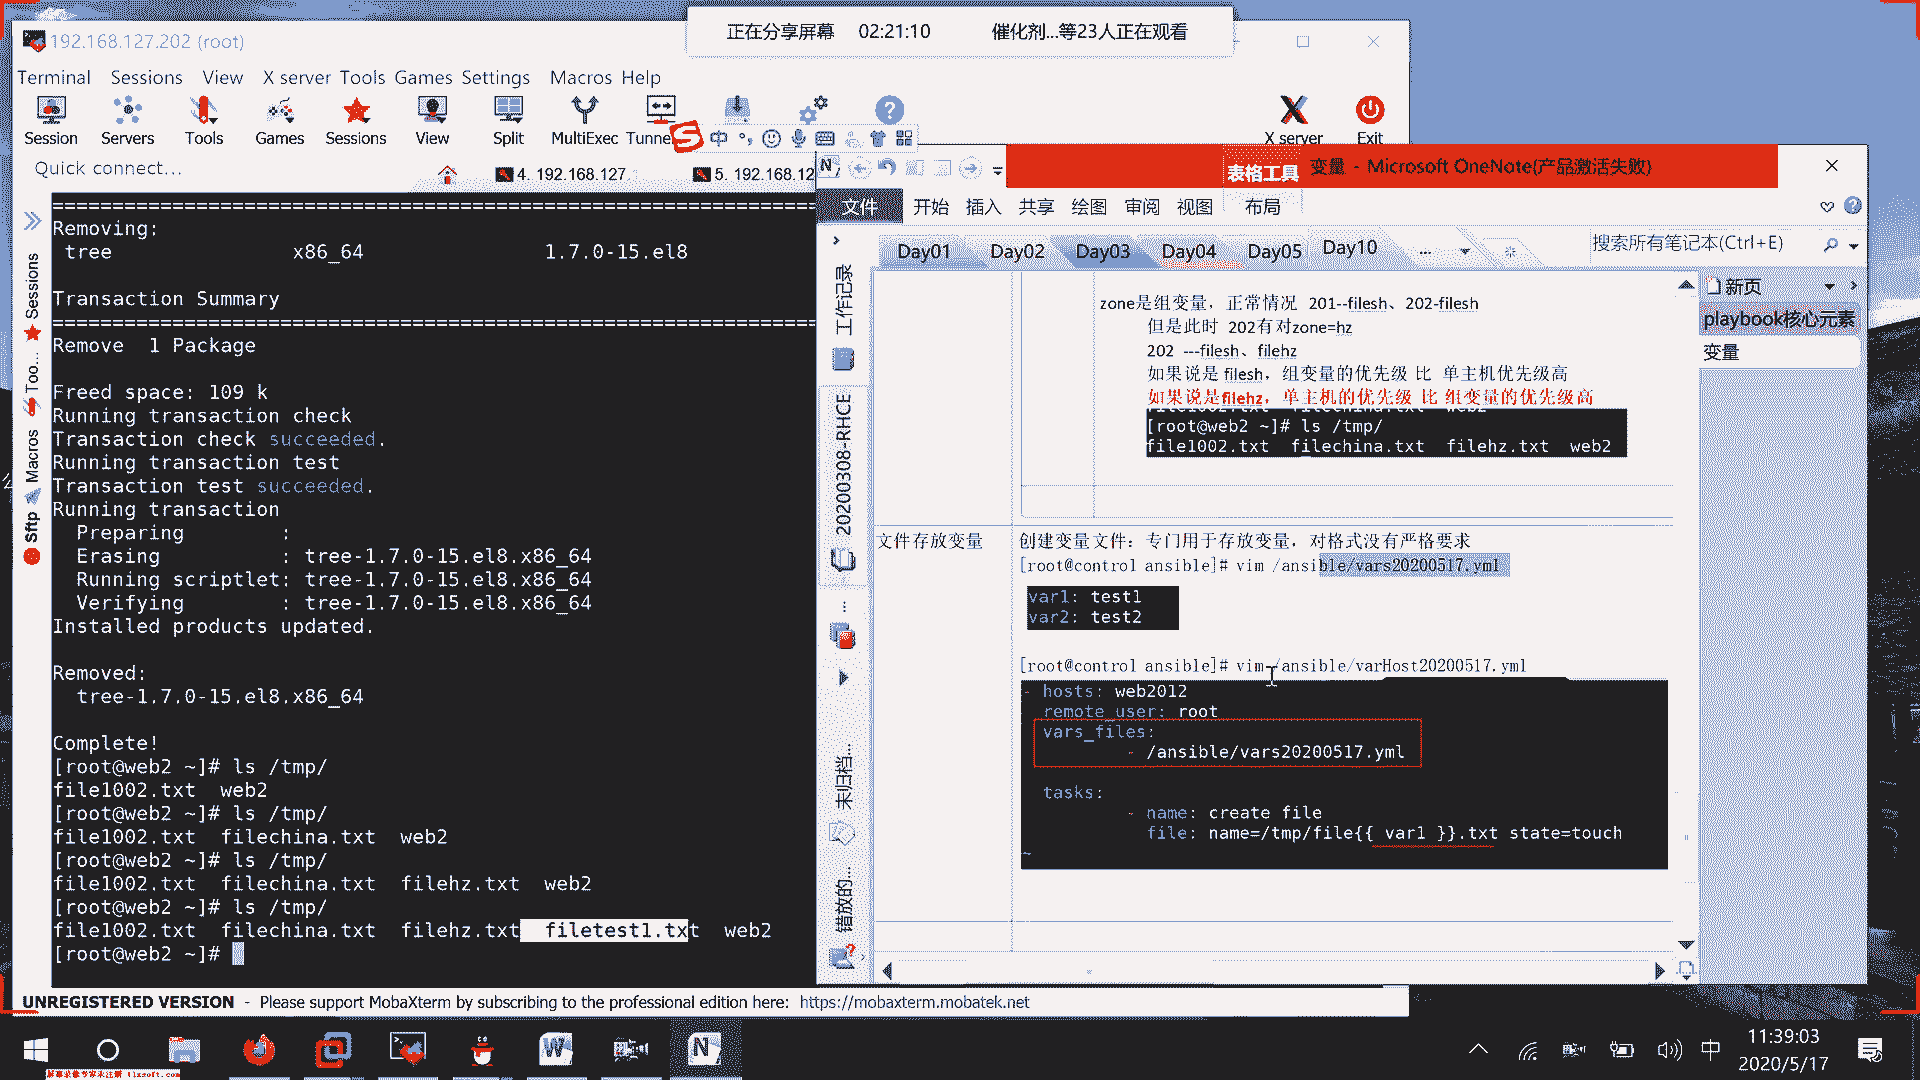 正在分享屏幕 02:21:10 催化剂...等23人正在观看
192.168.127.202 (root)
Terminal Sessions View X server Tools Games Settings Macros Help
Session Servers Tools Games Sessions View Split MultiExec Tunne X server Exit
Quick connect...
4. 192.168.127.
5. 192.168.12
Sessions
Too...
Macros
Sftp
Removing:
tree x86_64 1.7.0-15.el8
Transaction Summary
Remove 1 Package
Freed space: 109 k
Running transaction check
Transaction check succeeded.
Running transaction test
Transaction test succeeded.
Running transaction
Preparing :
Erasing : tree-1.7.0-15.el8.x86_64
Running scriptlet: tree-1.7.0-15.el8.x86_64
Verifying : tree-1.7.0-15.el8.x86_64
Installed products updated.
Removed:
tree-1.7.0-15.el8.x86_64
Complete!
[root@web2 ~]# ls /tmp/
file1002.txt web2
[root@web2 ~]# ls /tmp/
file1002.txt filechina.txt web2
[root@web2 ~]# ls /tmp/
file1002.txt filechina.txt filehz.txt web2
[root@web2 ~]# ls /tmp/
file1002.txt filechina.txt filehz.txt filetest1.txt web2
[root@web2 ~]#
UNREGISTERED VERSION - Please support MobaXterm by subscribing to the professional edition here: https://mobaxterm.mobatek.net
表格工具 变量 - Microsoft OneNote(产品激活失败)
文件 开始 插入 共享 绘图 审阅 视图 布局
Day01 Day02 Day03 Day04 Day05 Day10 ...
搜索所有笔记本(Ctrl+E)
工作记录
20200308-RHCE
未归档...
错放的...
新页
playbook核心元素
变量
zone是组变量，正常情况 201--filesh、202-filesh
但是此时 202有对zone=hz
202 ---filesh、filehz
如果说是 filesh，组变量的优先级 比 单主机优先级高
如果说是filehz，单主机的优先级 比 组变量的优先级高
file1002.txt filechina.txt web2
[root@web2 ~]# ls /tmp/
file1002.txt filechina.txt filehz.txt web2
文件存放变量
创建变量文件：专门用于存放变量，对格式没有严格要求
[root@control ansible]# vim /ansible/vars20200517.yml
var1: test1
var2: test2
[root@control ansible]# vim /ansible/varHost20200517.yml
- hosts: web2012
remote_user: root
vars_files:
- /ansible/vars20200517.yml
tasks:
- name: create file
file: name=/tmp/file{{ var1 }}.txt state=touch
~
中
11:39:03
2020/5/17
屏幕录像专家未注册 tlxsoft.com